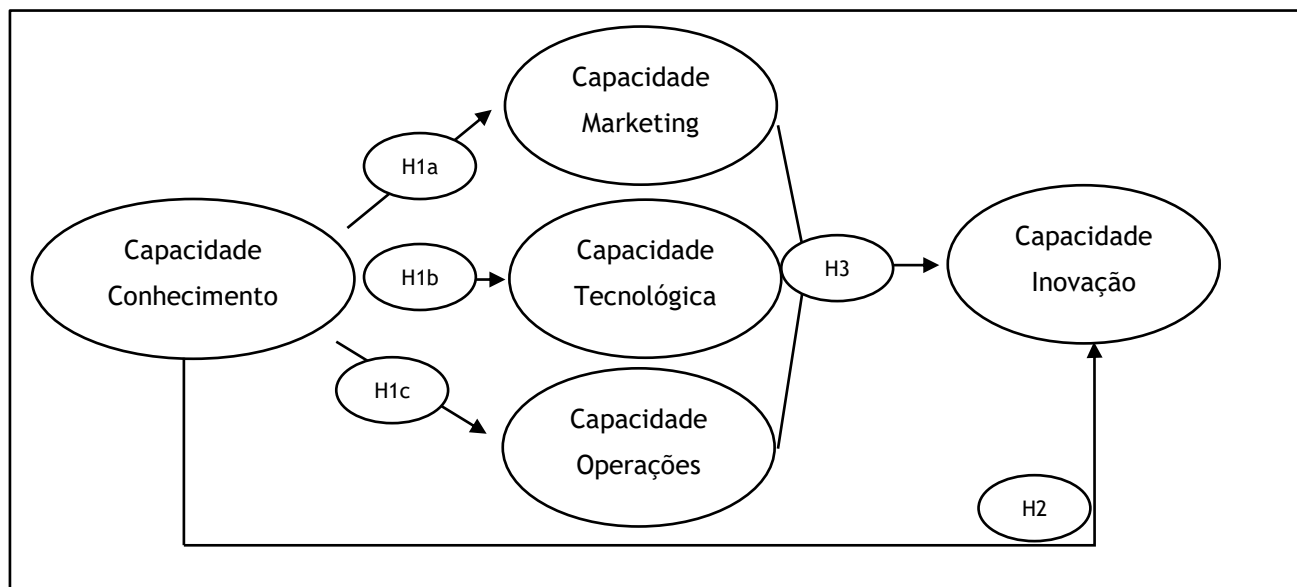 Capacidade
Marketing
H1a
Capacidade
Conhecimento
H1b
Capacidade
Tecnológica
H3
Capacidade
Inovação
H1c
Capacidade
Operações
H2